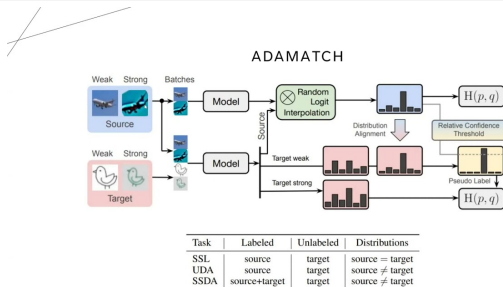 ADAMATCH
Weak Strong Batches
Source
Model
Random
Logit
Interpolation
H(p, q)
Source
Distribution
Alignment
Relative Confidence
Threshold
Weak Strong
Target
Model
Target weak
Target strong
Pseudo Label
H(p, q)
Task Labeled Unlabeled Distributions
SSL source target source = target
UDA source target source ≠ target
SSDA source+target target source ≠ target